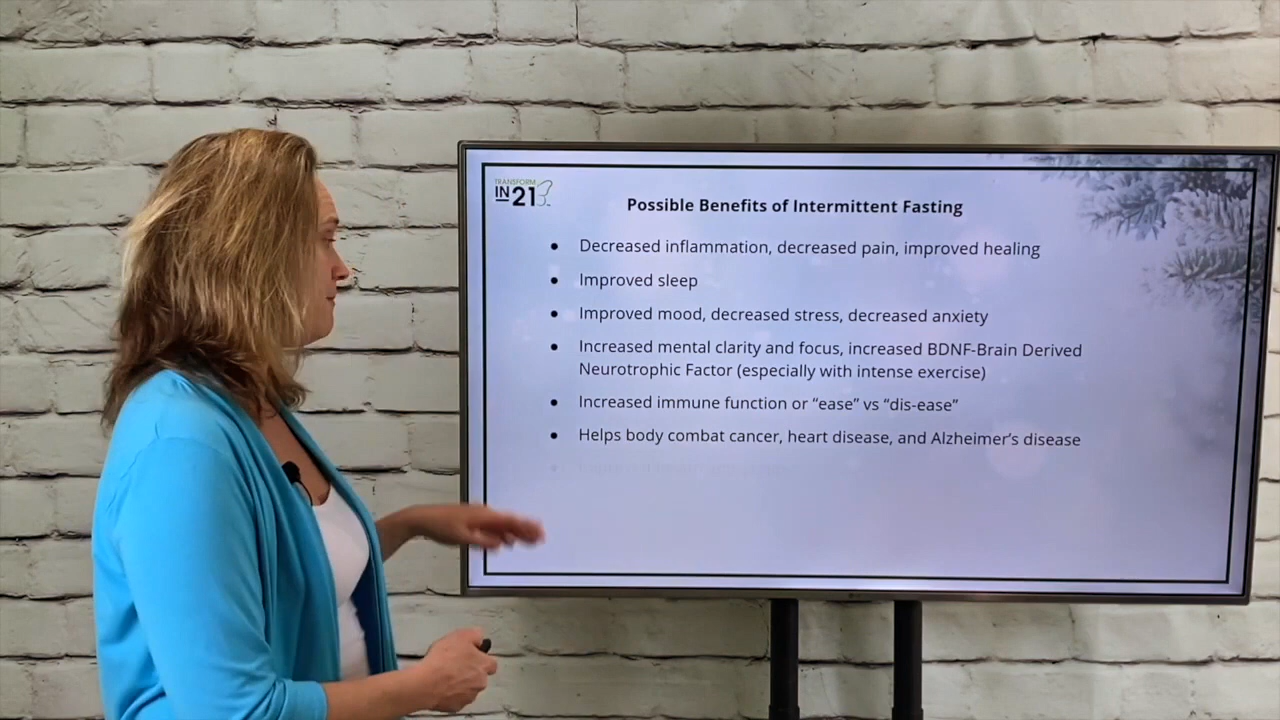 TRANSFORM
IN 21
Possible Benefits of Intermittent Fasting
• Decreased inflammation, decreased pain, improved healing
• Improved sleep
• Improved mood, decreased stress, decreased anxiety
• Increased mental clarity and focus, increased BDNF-Brain Derived
Neurotrophic Factor (especially with intense exercise)
• Increased immune function or “ease” vs “dis-ease”
• Helps body combat cancer, heart disease, and Alzheimer’s disease